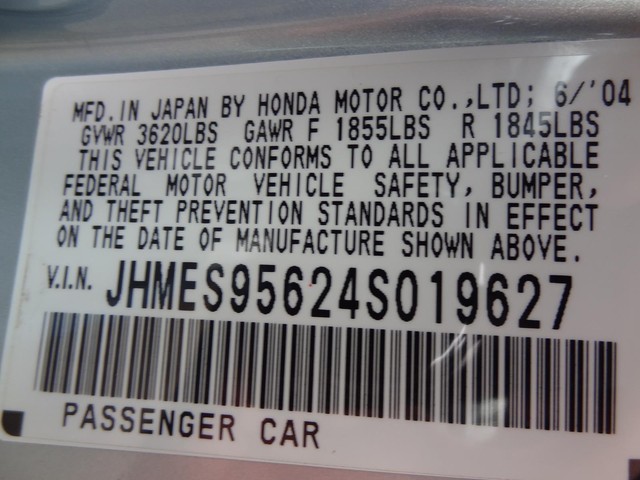 MFD. IN JAPAN BY HONDA MOTOR CO.,LTD; 6/'04
GVWR 3620LBS GAWR F 1855LBS R 1845LBS
THIS VEHICLE CONFORMS TO ALL APPLICABLE
FEDERAL MOTOR VEHICLE SAFETY, BUMPER,
AND THEFT PREVENTION STANDARDS IN EFFECT
ON THE DATE OF MANUFACTURE SHOWN ABOVE.
V.I.N. JHMES95624S019627
PASSENGER CAR